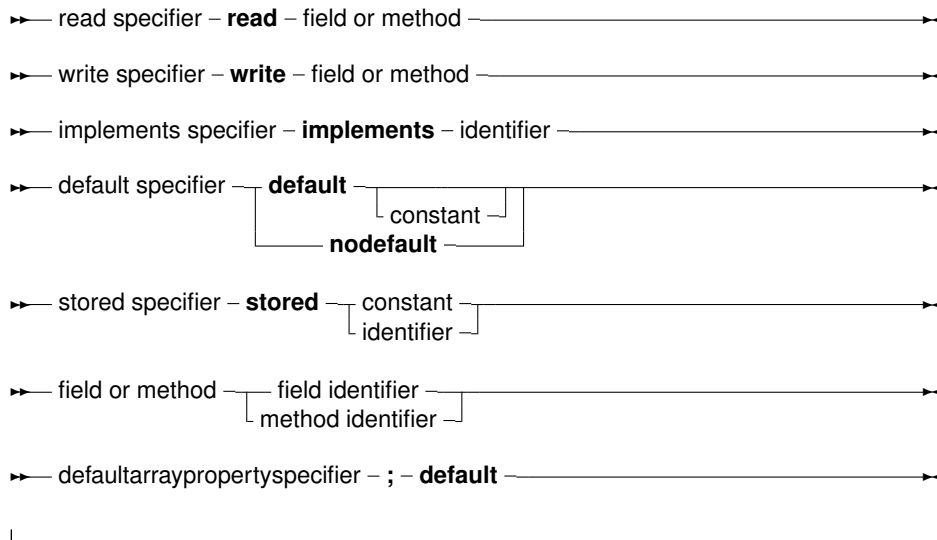 read specifier – read – field or method
write specifier – write – field or method
implements specifier – implements – identifier
default specifier – default
constant
nodefault
stored specifier – stored – constant
identifier
field or method – field identifier
method identifier
defaultarraypropertyspecifier – ; – default